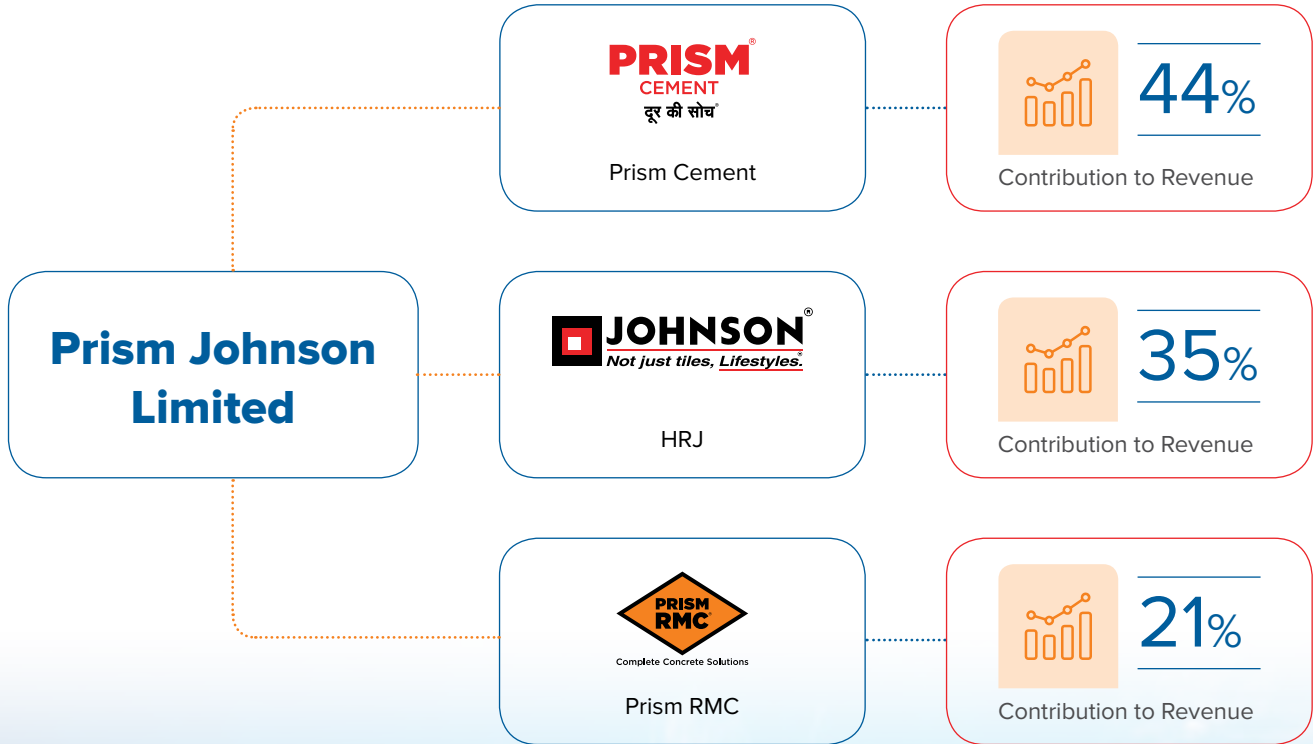 PRISM®
CEMENT
दूर की सोच®
Prism Cement
44%
Contribution to Revenue
Prism Johnson
Limited
JOHNSON®
Not just tiles, Lifestyles.®
HRJ
35%
Contribution to Revenue
PRISM
RMC®
Complete Concrete Solutions
Prism RMC
21%
Contribution to Revenue